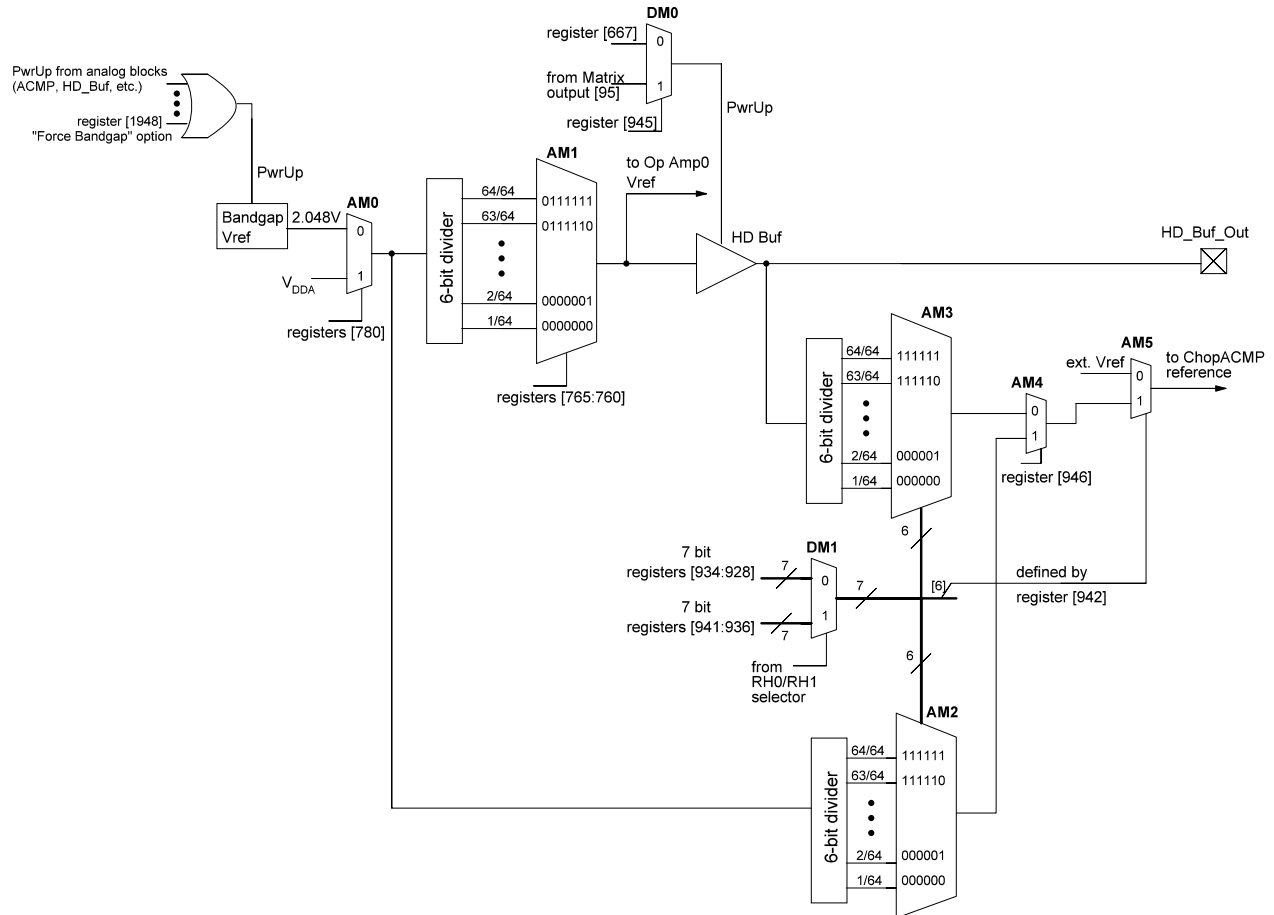 DM0
register [667]
0
from Matrix
output [95]
1
PwrUp
register [945]
PwrUp from analog blocks
(ACMP, HD_Buf, etc.)
register [1948]
"Force Bandgap" option
PwrUp
Bandgap
Vref
2.048V
AM0
0
1
VDDA
registers [780]
6-bit divider
AM1
64/64
0111111
63/64
0111110
2/64
0000001
1/64
0000000
registers [765:760]
to Op Amp0
Vref
HD Buf
HD_Buf_Out
6-bit divider
AM3
64/64
111111
63/64
111110
2/64
000001
1/64
000000
AM4
0
1
register [946]
AM5
ext. Vref
0
1
to ChopACMP
reference
6
DM1
7 bit
registers [934:928]
7
0
7 bit
registers [941:936]
7
1
7
[6]
defined by
register [942]
from
RH0/RH1
selector
6
6-bit divider
AM2
64/64
111111
63/64
111110
2/64
000001
1/64
000000